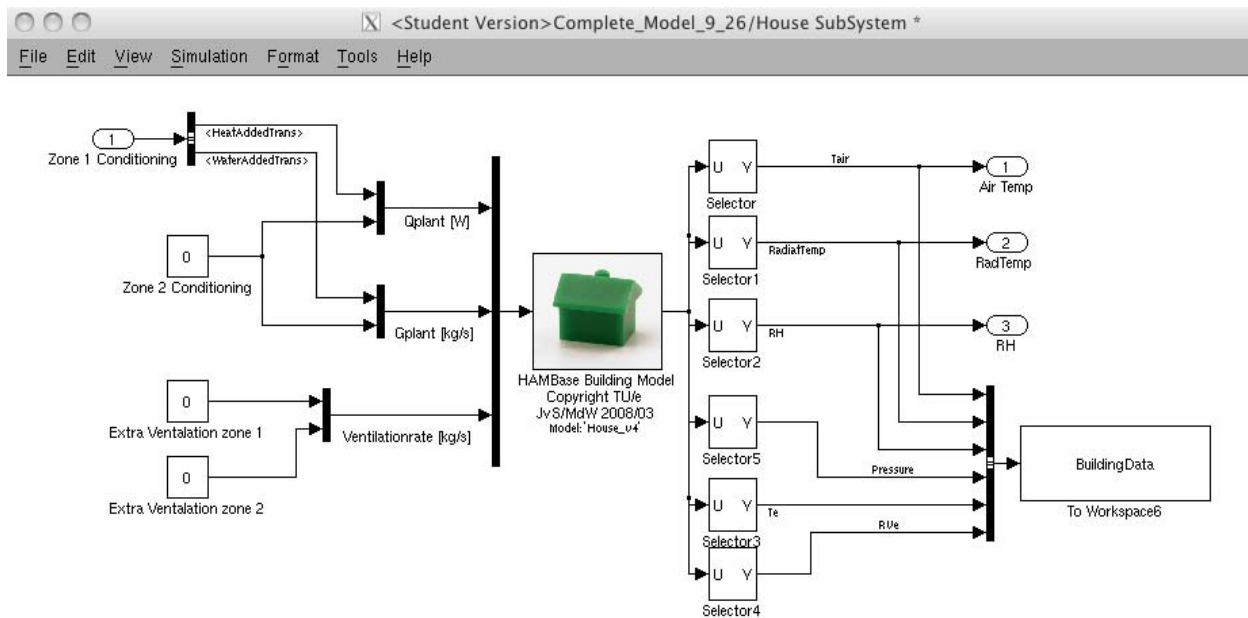 <Student Version>Complete_Model_9_26/House SubSystem *
File Edit View Simulation Format Tools Help
1
Zone 1 Conditioning
<HeatAddedTrans>
<WaterAddedTrans>
Qplant [W]
0
Zone 2 Conditioning
Gplant [kg/s]
0
Extra Ventalation zone 1
Ventilationrate [kg/s]
0
Extra Ventalation zone 2
HAMBase Building Model
Copyright TU/e
JvS/MdW 2008/03
Model:'House_v4'
U Y
Selector
Tair
1
Air Temp
U Y
Selector1
RadiatTemp
2
RadTemp
U Y
Selector2
RH
3
RH
U Y
Selector5
Pressure
U Y
Selector3
Te
U Y
Selector4
RVe
BuildingData
To Workspace6